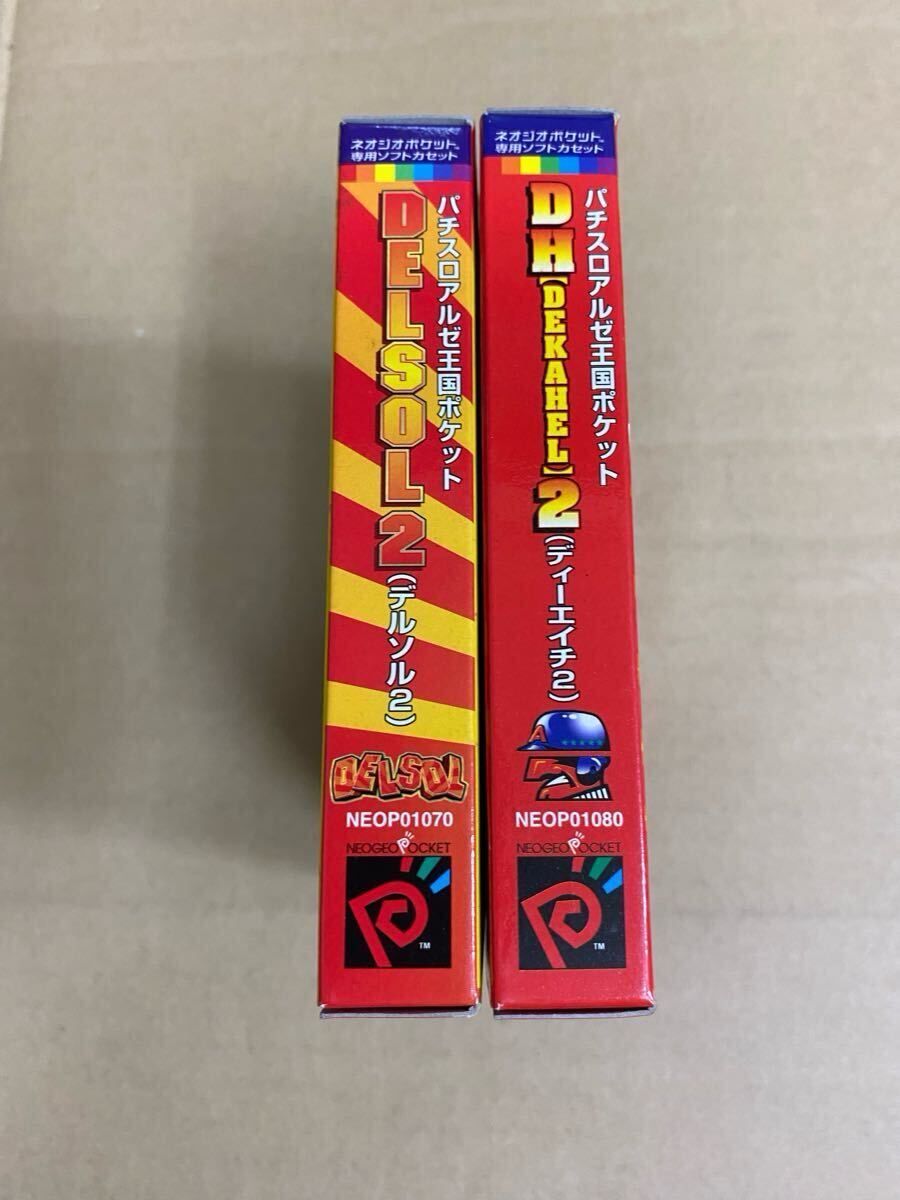 ネオジオポケット
専用ソフトカセット
パチスロアルゼ王国ポケット
DELSOL2
(デルソル2)
DELSOL
NEOP01070
NEOGEO POCKET
TM
ネオジオポケット
専用ソフトカセット
パチスロアルゼ王国ポケット
DH[DEKAHEL]2
(ディーエイチ2)
A
NEOP01080
NEOGEO POCKET
TM